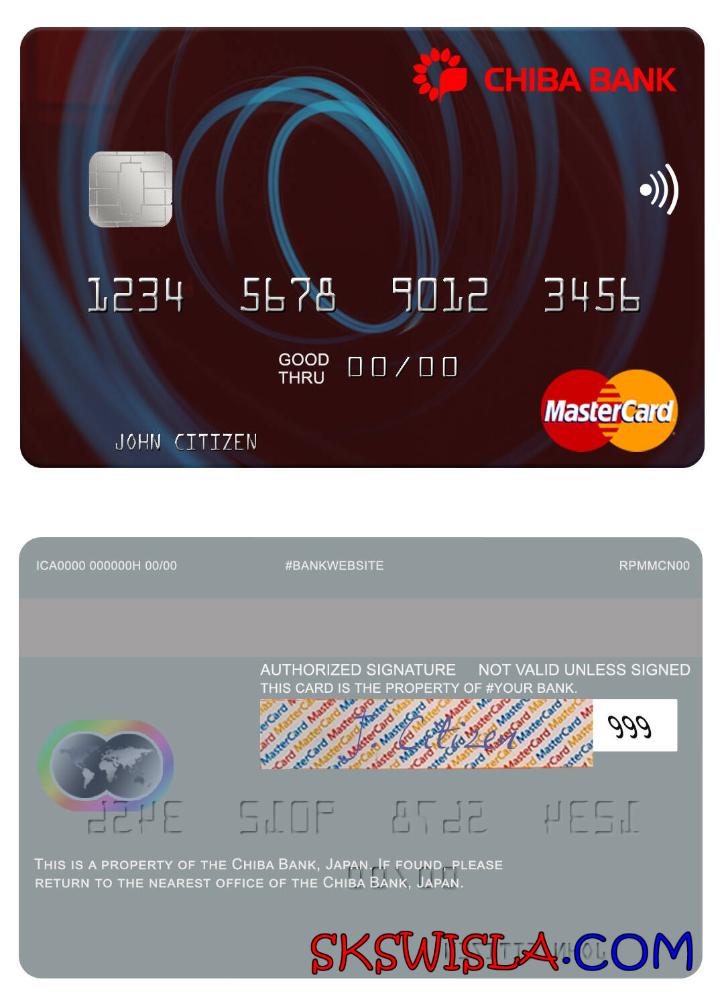 CHIBA BANK
1234 5678 9012 3456
GOOD THRU 00/00
MasterCard
JOHN CITIZEN
ICA0000 000000H 00/00 #BANKWEBSITE RPMMCN00
AUTHORIZED SIGNATURE NOT VALID UNLESS SIGNED
THIS CARD IS THE PROPERTY OF #YOUR BANK.
J. Citizen 999
THIS IS A PROPERTY OF THE CHIBA BANK, JAPAN. IF FOUND, PLEASE
RETURN TO THE NEAREST OFFICE OF THE CHIBA BANK, JAPAN.
SKSWISLA.COM